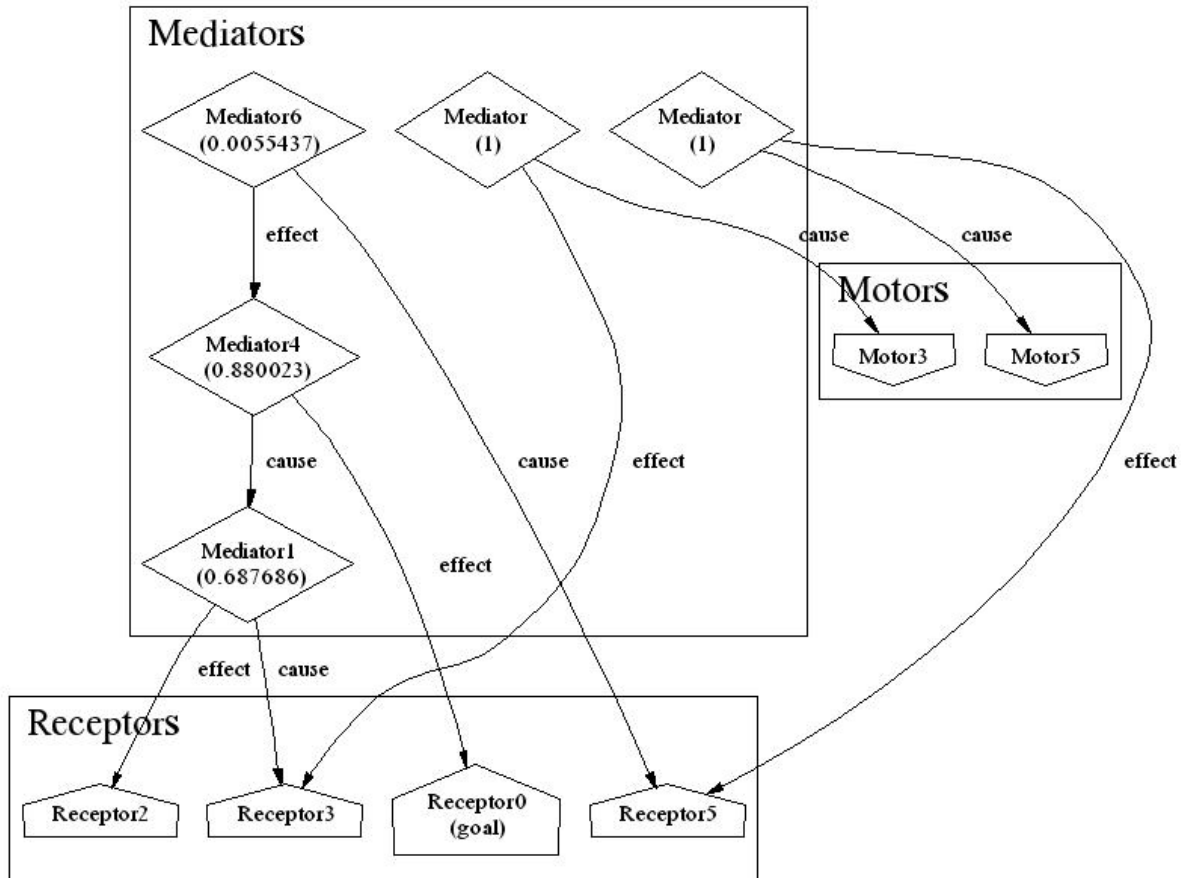 Mediators
Mediator6
(0.0055437)
Mediator
(1)
Mediator
(1)
effect
cause
cause
Motors
Mediator4
(0.880023)
Motor3
Motor5
cause
cause
effect
effect
Mediator1
(0.687686)
effect
effect
cause
Receptors
Receptor2
Receptor3
Receptor0
(goal)
Receptor5